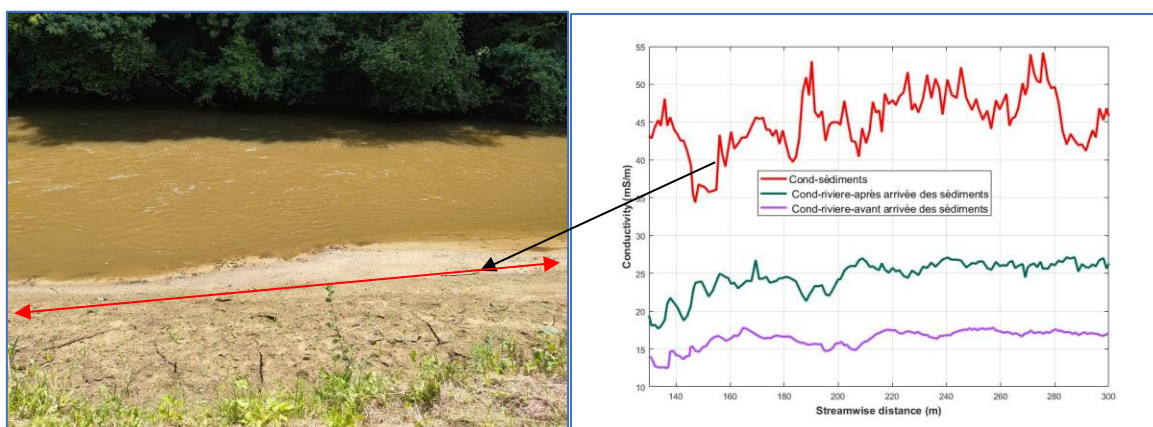 55
50
45
40
35
30
25
20
15
10
Conductivity (mS/m)
Cond-sédiments
Cond-riviere-après arrivée des sédiments
Cond-riviere-avant arrivée des sédiments
140 160 180 200 220 240 260 280 300
Streamwise distance (m)